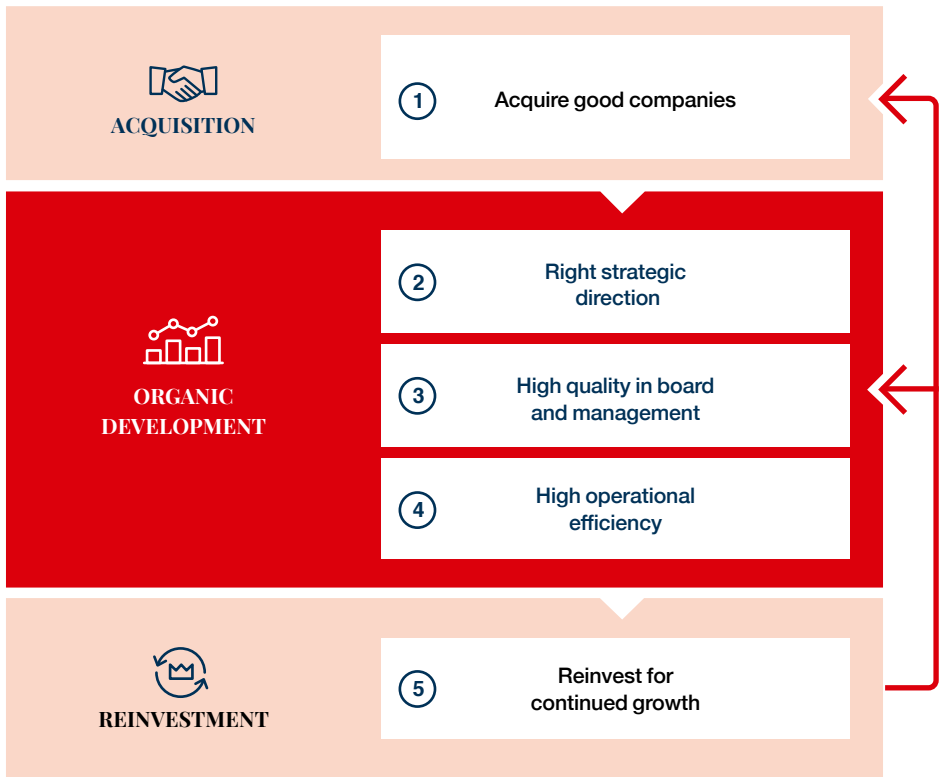 ACQUISITION
1
Acquire good companies
ORGANIC
DEVELOPMENT
2
Right strategic
direction
3
High quality in board
and management
4
High operational
efficiency
REINVESTMENT
5
Reinvest for
continued growth